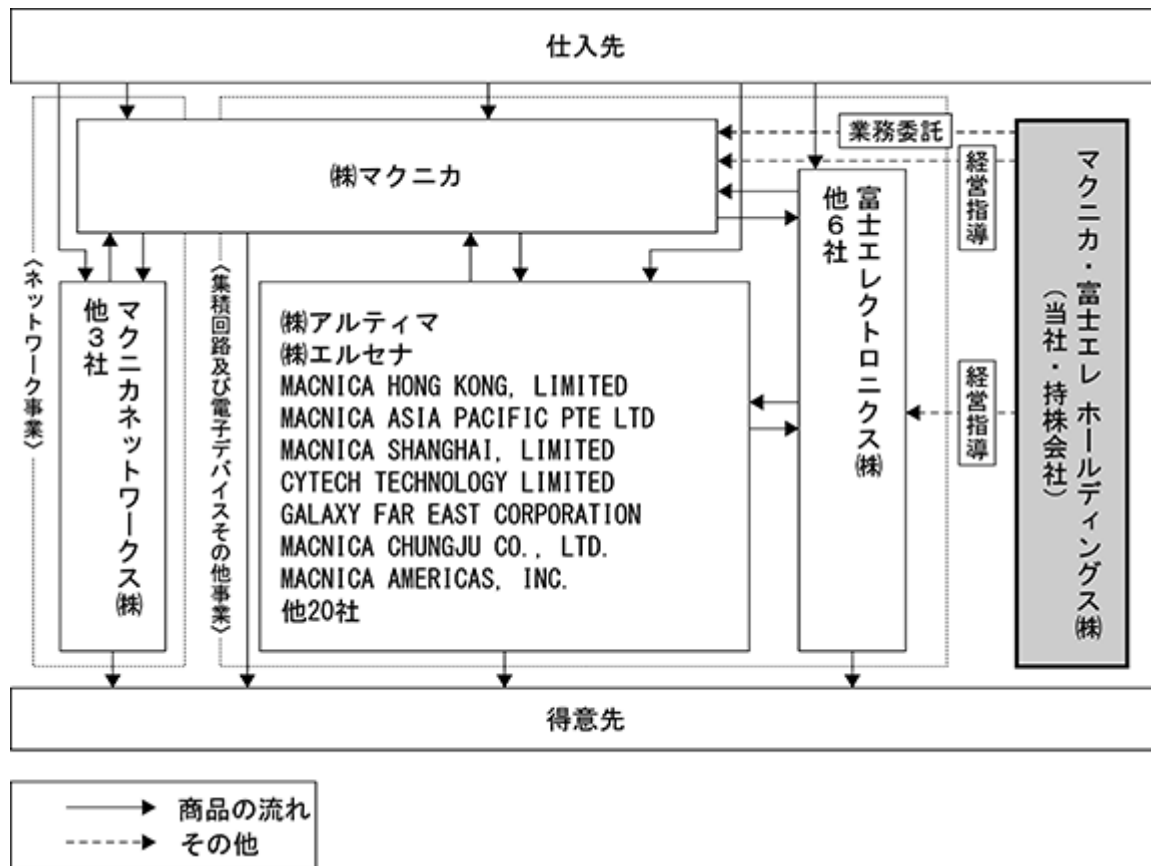 仕入先
業務委託
経営指導
㈱マクニカ
富士エレクトロニクス㈱
他６社
マクニカ・富士エレ ホールディングス㈱
（当社・持株会社）
〈ネットワーク事業〉
マクニカネットワークス㈱
他３社
〈集積回路及び電子デバイスその他事業〉
㈱アルティマ
㈱エルセナ
MACNICA HONG KONG, LIMITED
MACNICA ASIA PACIFIC PTE LTD
MACNICA SHANGHAI, LIMITED
CYTECH TECHNOLOGY LIMITED
GALAXY FAR EAST CORPORATION
MACNICA CHUNGJU CO., LTD.
MACNICA AMERICAS, INC.
他20社
経営指導
得意先
商品の流れ
その他